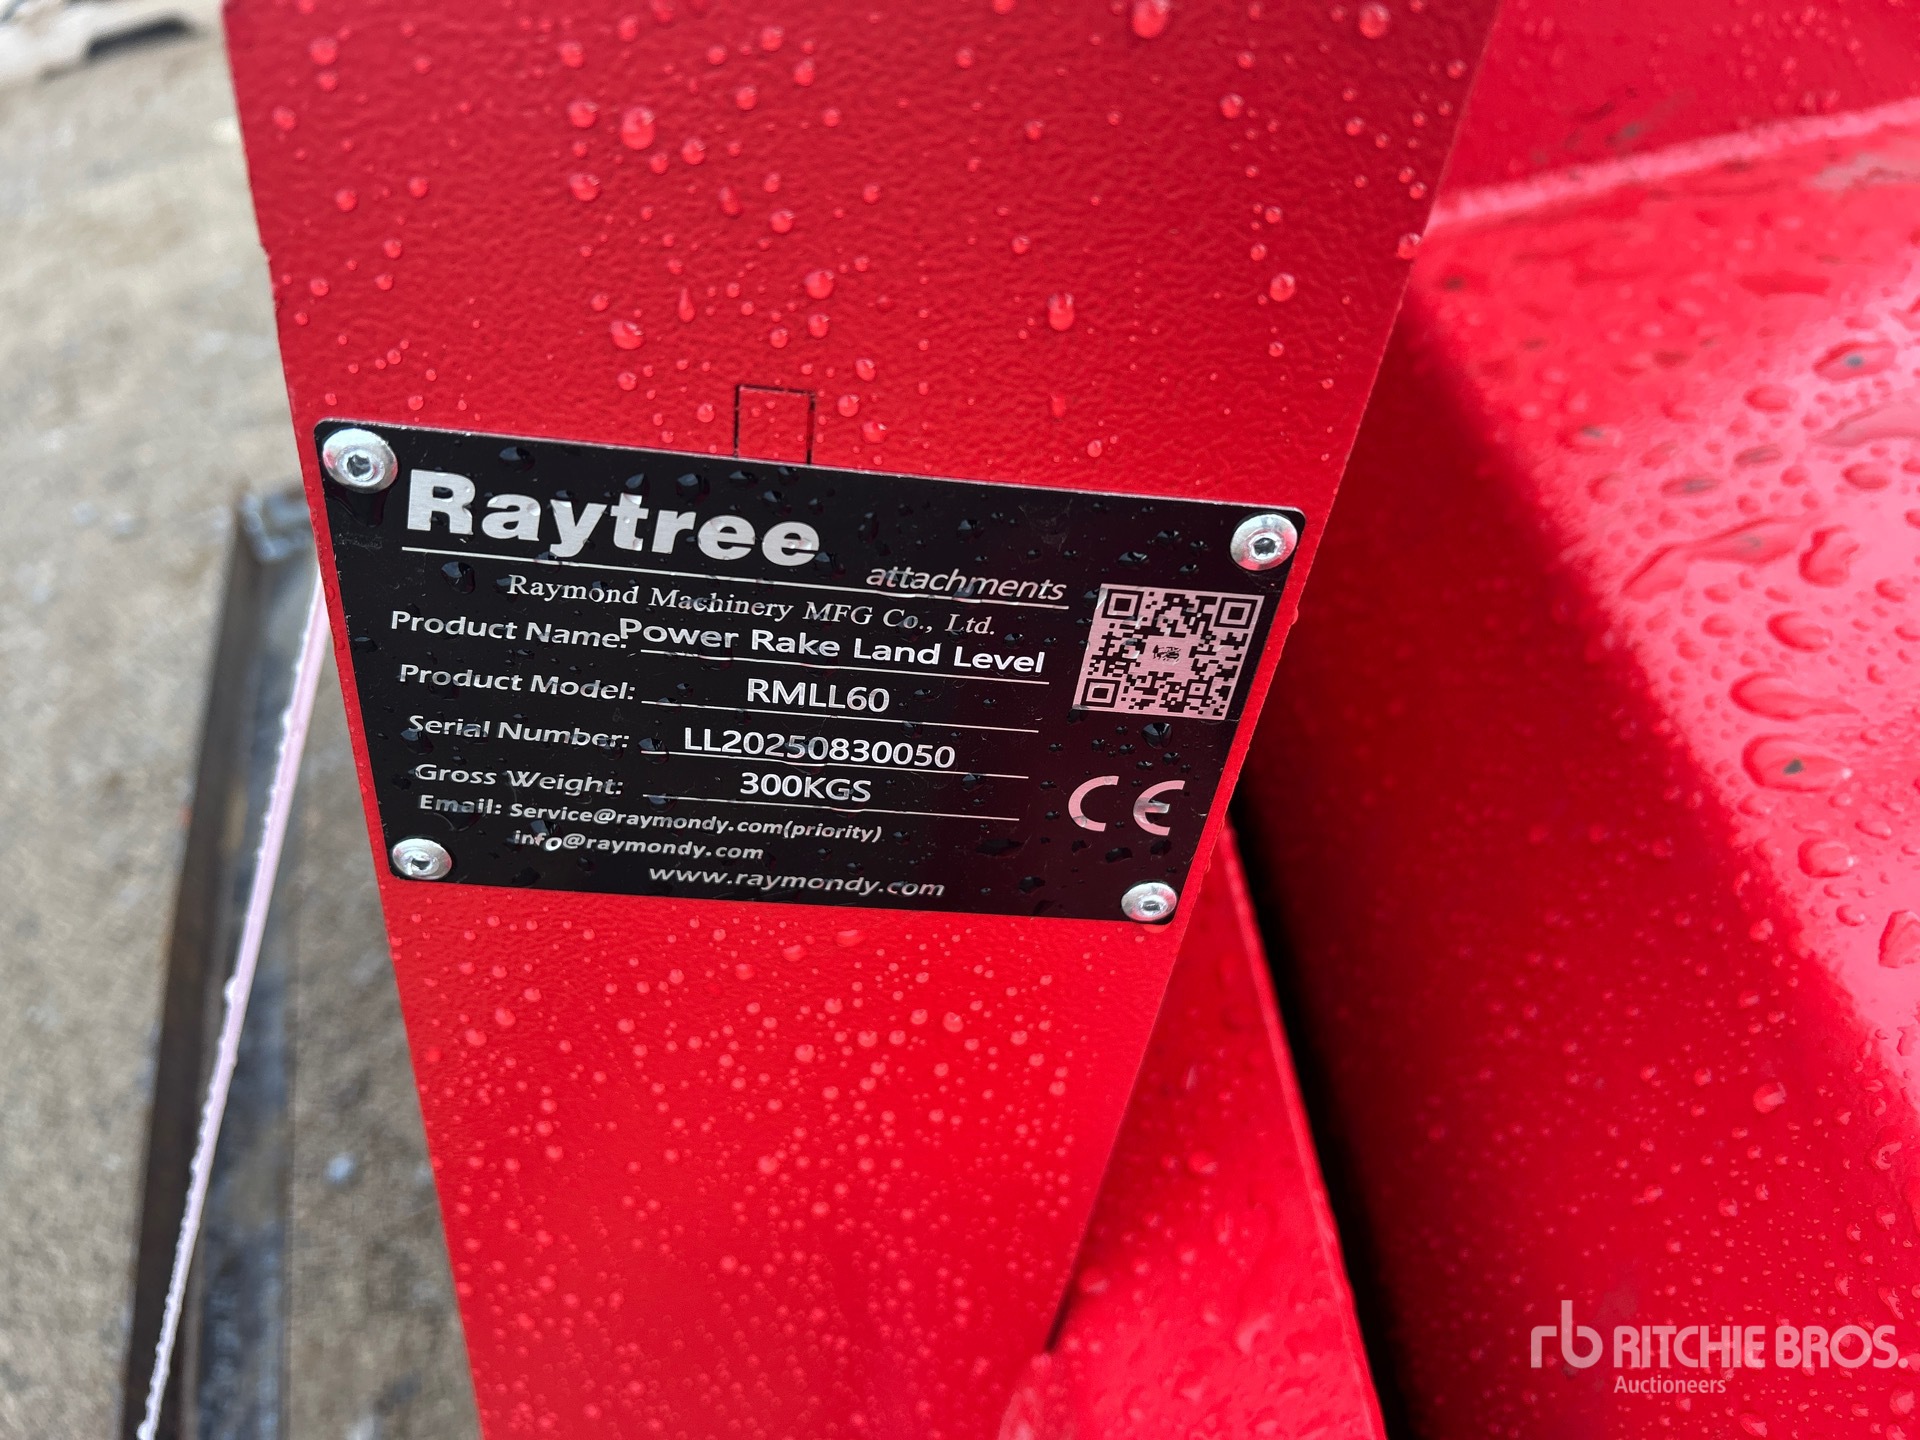 Raytree
attachments
Raymond Machinery MFG Co., Ltd.
Product Name: Power Rake Land Level
Product Model: RMLL60
Serial Number: LL20250830050
Gross Weight: 300KGS
Email: Service@raymondy.com(priority)
info@raymondy.com
www.raymondy.com
CE
rb RITCHIE BROS.
Auctioneers